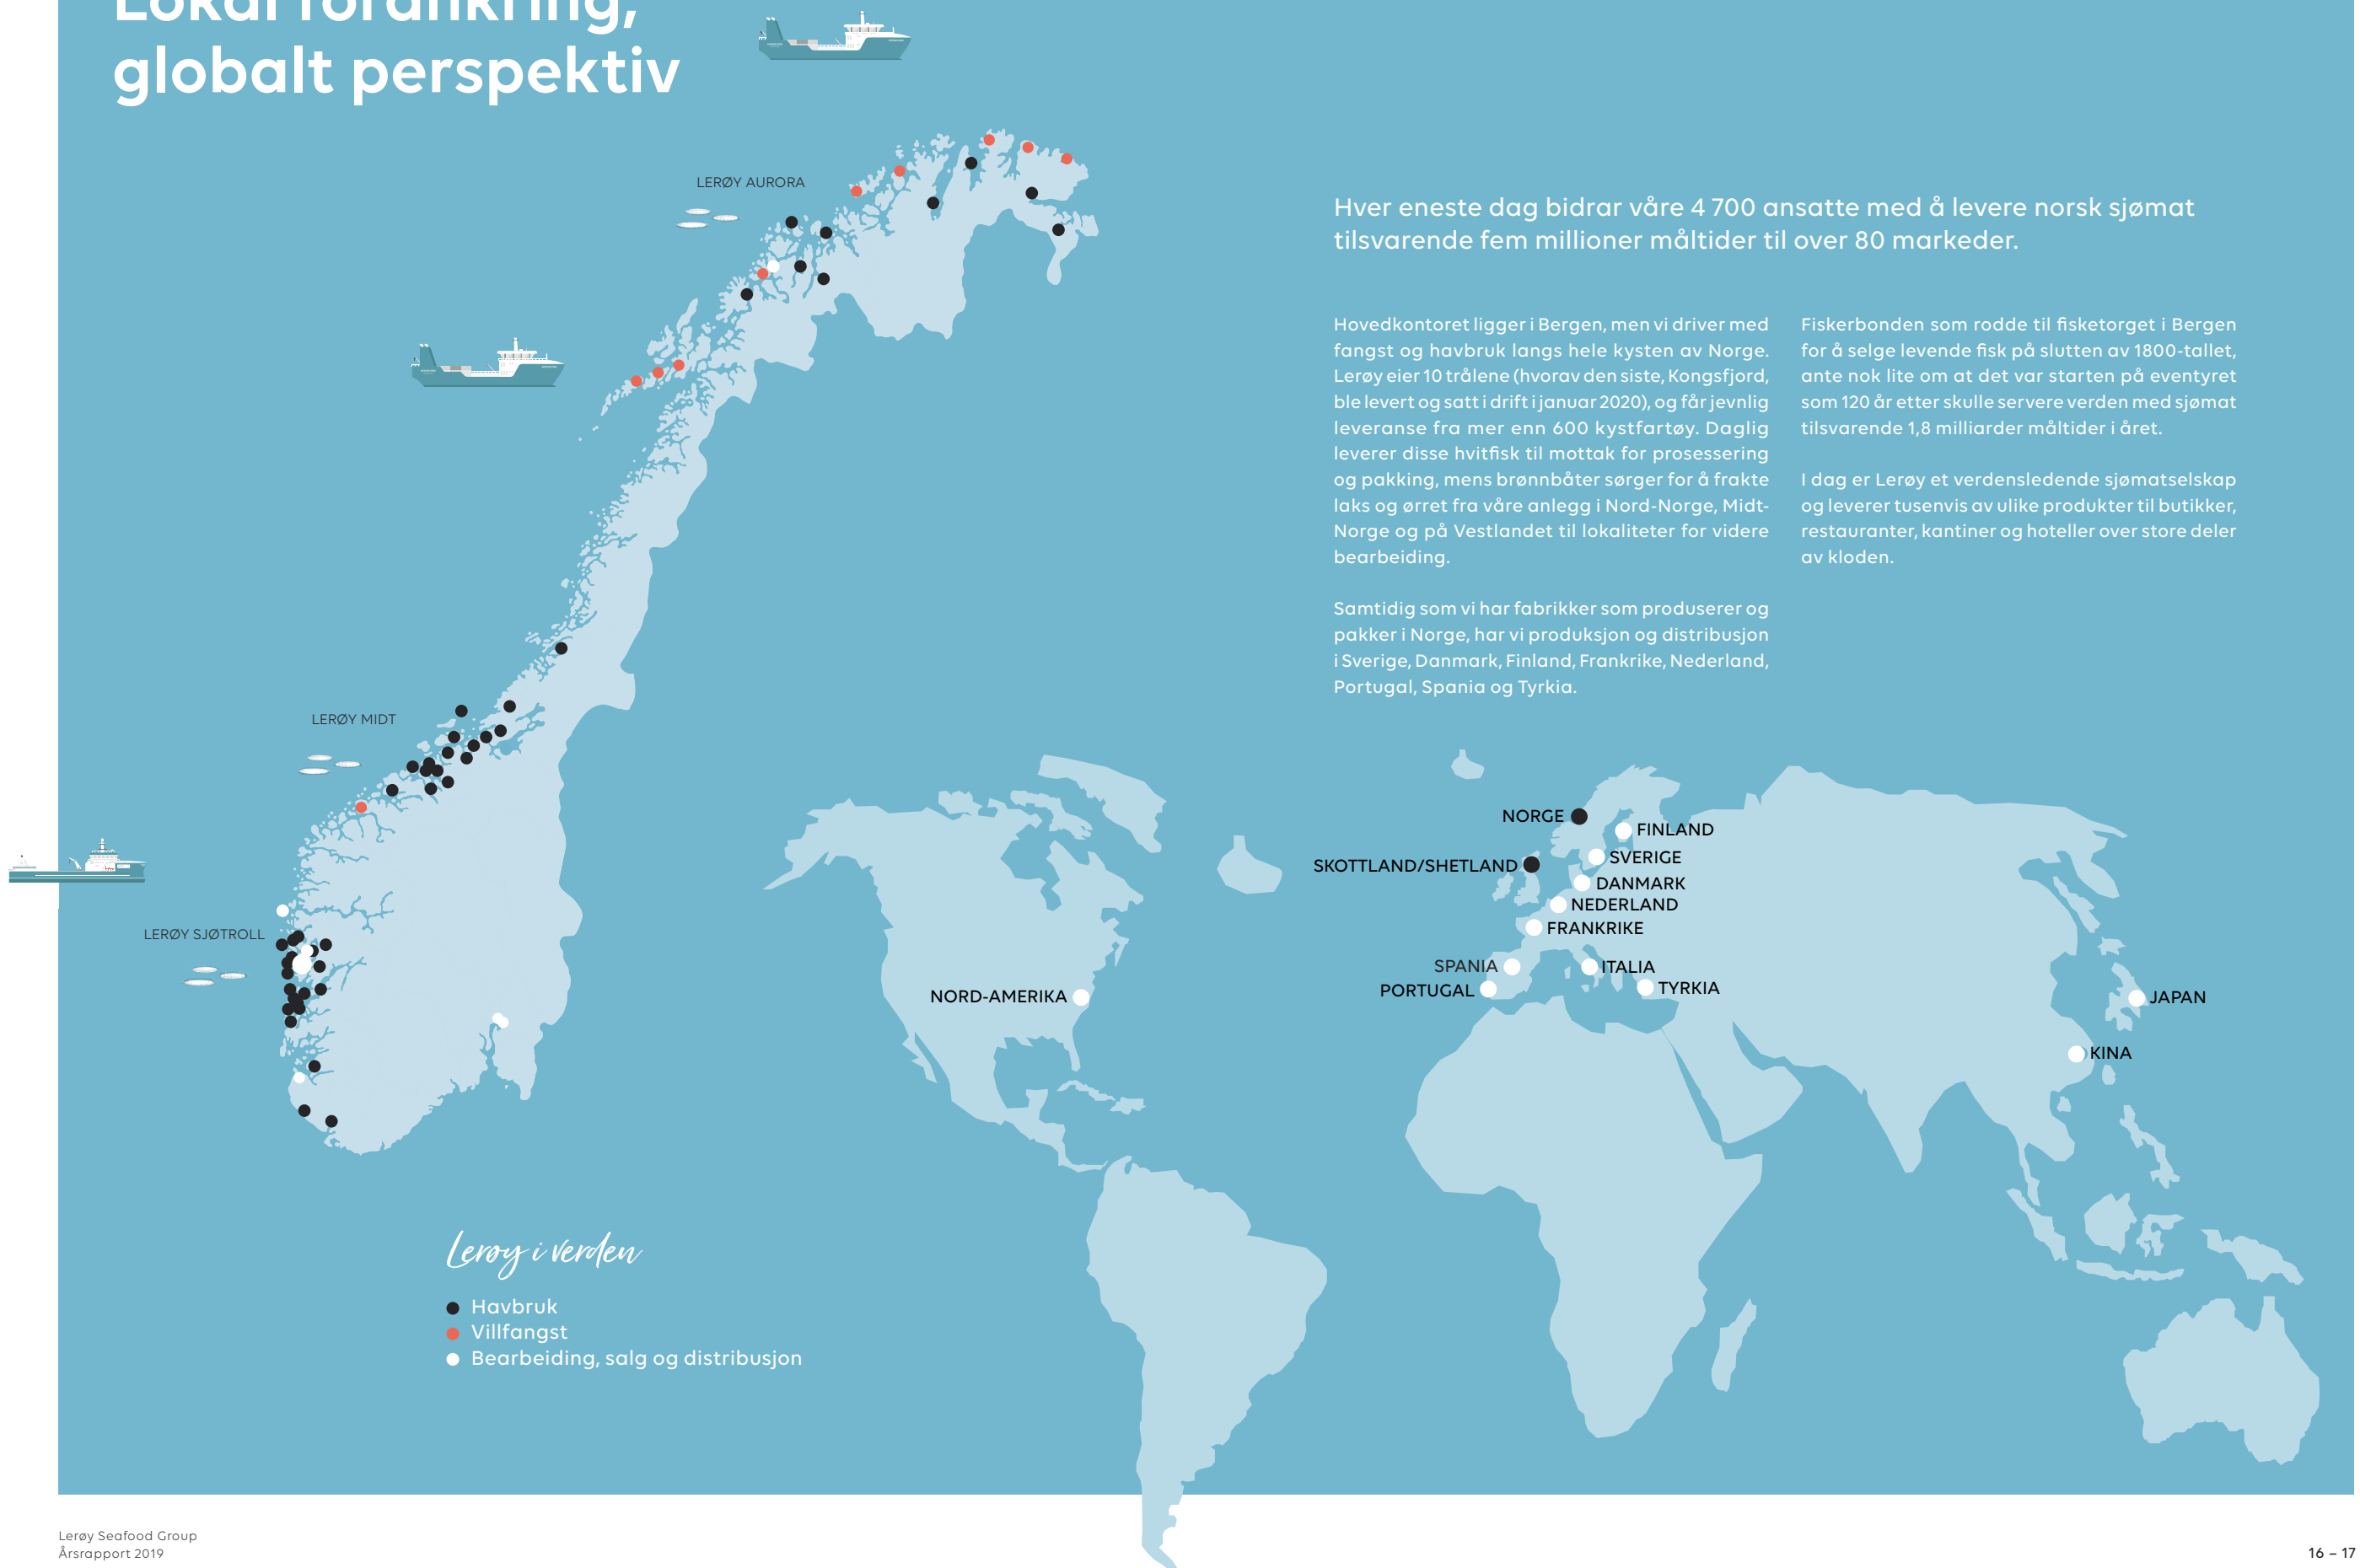 Lokal forankring,
globalt perspektiv
LERØY AURORA
LERØY MIDT
LERØY SJØTROLL
Hver eneste dag bidrar våre 4 700 ansatte med å levere norsk sjømat
tilsvarende fem millioner måltider til over 80 markeder.
Hovedkontoret ligger i Bergen, men vi driver med
fangst og havbruk langs hele kysten av Norge.
Lerøy eier 10 trålene (hvorav den siste, Kongsfjord,
ble levert og satt i drift i januar 2020), og får jevnlig
leveranse fra mer enn 600 kystfartøy. Daglig
leverer disse hvitfisk til mottak for prosessering
og pakking, mens brønnbåter sørger for å frakte
laks og ørret fra våre anlegg i Nord-Norge, Midt-
Norge og på Vestlandet til lokaliteter for videre
bearbeiding.
Samtidig som vi har fabrikker som produserer og
pakker i Norge, har vi produksjon og distribusjon
i Sverige, Danmark, Finland, Frankrike, Nederland,
Portugal, Spania og Tyrkia.
Fiskerbonden som rodde til fisketorget i Bergen
for å selge levende fisk på slutten av 1800-tallet,
ante nok lite om at det var starten på eventyret
som 120 år etter skulle servere verden med sjømat
tilsvarende 1,8 milliarder måltider i året.
I dag er Lerøy et verdensledende sjømatselskap
og leverer tusenvis av ulike produkter til butikker,
restauranter, kantiner og hoteller over store deler
av kloden.
NORGE
FINLAND
SVERIGE
SKOTTLAND/SHETLAND
DANMARK
NEDERLAND
FRANKRIKE
SPANIA
ITALIA
PORTUGAL
TYRKIA
NORD-AMERIKA
JAPAN
KINA
Lerøy i verden
Havbruk
Villfangst
Bearbeiding, salg og distribusjon
Lerøy Seafood Group
Årsrapport 2019
16 – 17